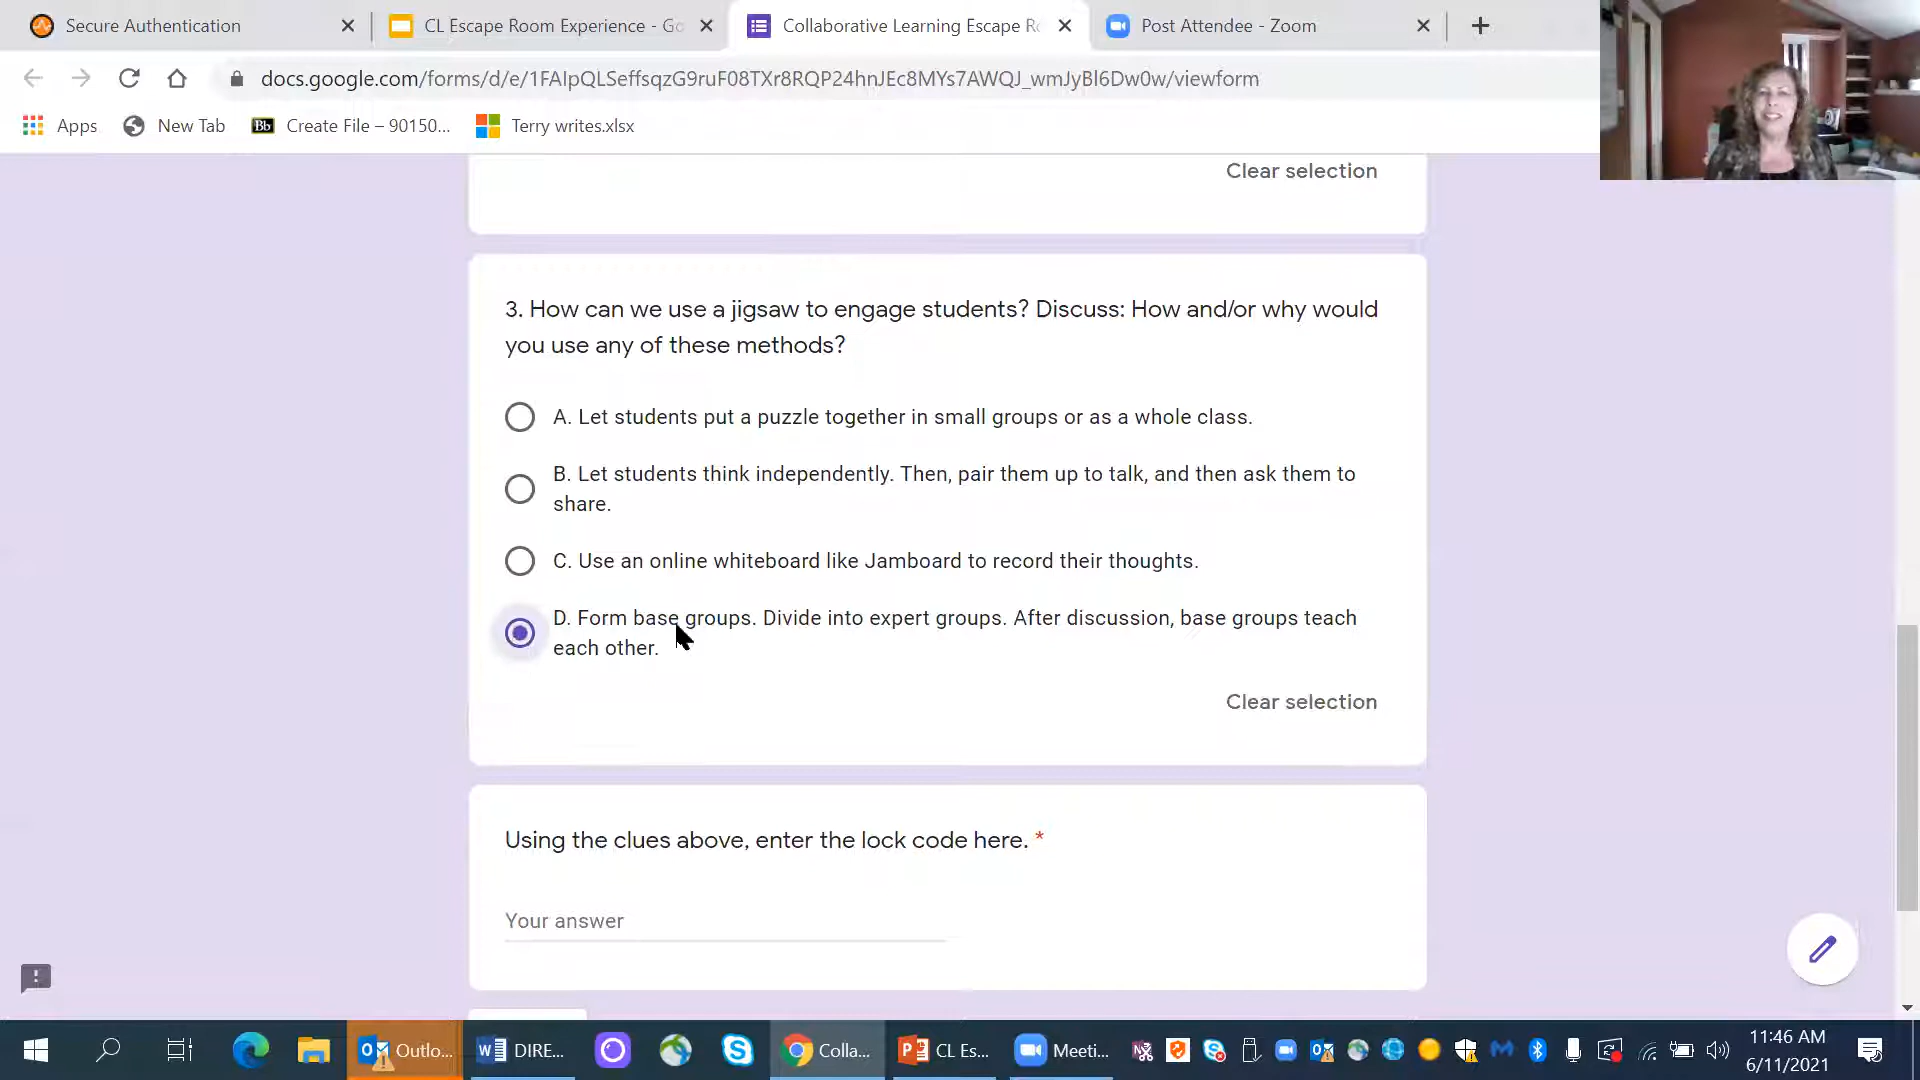 Secure Authentication
CL Escape Room Experience - Go
Collaborative Learning Escape Ro
Post Attendee - Zoom
docs.google.com/forms/d/e/1FAIpQLSeffsqzG9ruF08TXr8RQP24hnJEc8MYs7AWQJ_wmJyBl6Dw0w/viewform
Apps
New Tab
Bb
Create File – 90150...
Terry writes.xlsx
Clear selection
3. How can we use a jigsaw to engage students? Discuss: How and/or why would
you use any of these methods?
A. Let students put a puzzle together in small groups or as a whole class.
B. Let students think independently. Then, pair them up to talk, and then ask them to
share.
C. Use an online whiteboard like Jamboard to record their thoughts.
D. Form base groups. Divide into expert groups. After discussion, base groups teach
each other.
Clear selection
Using the clues above, enter the lock code here. *
Your answer
Outlo...
DIRE...
Colla...
CL Es...
Meeti...
11:46 AM
6/11/2021